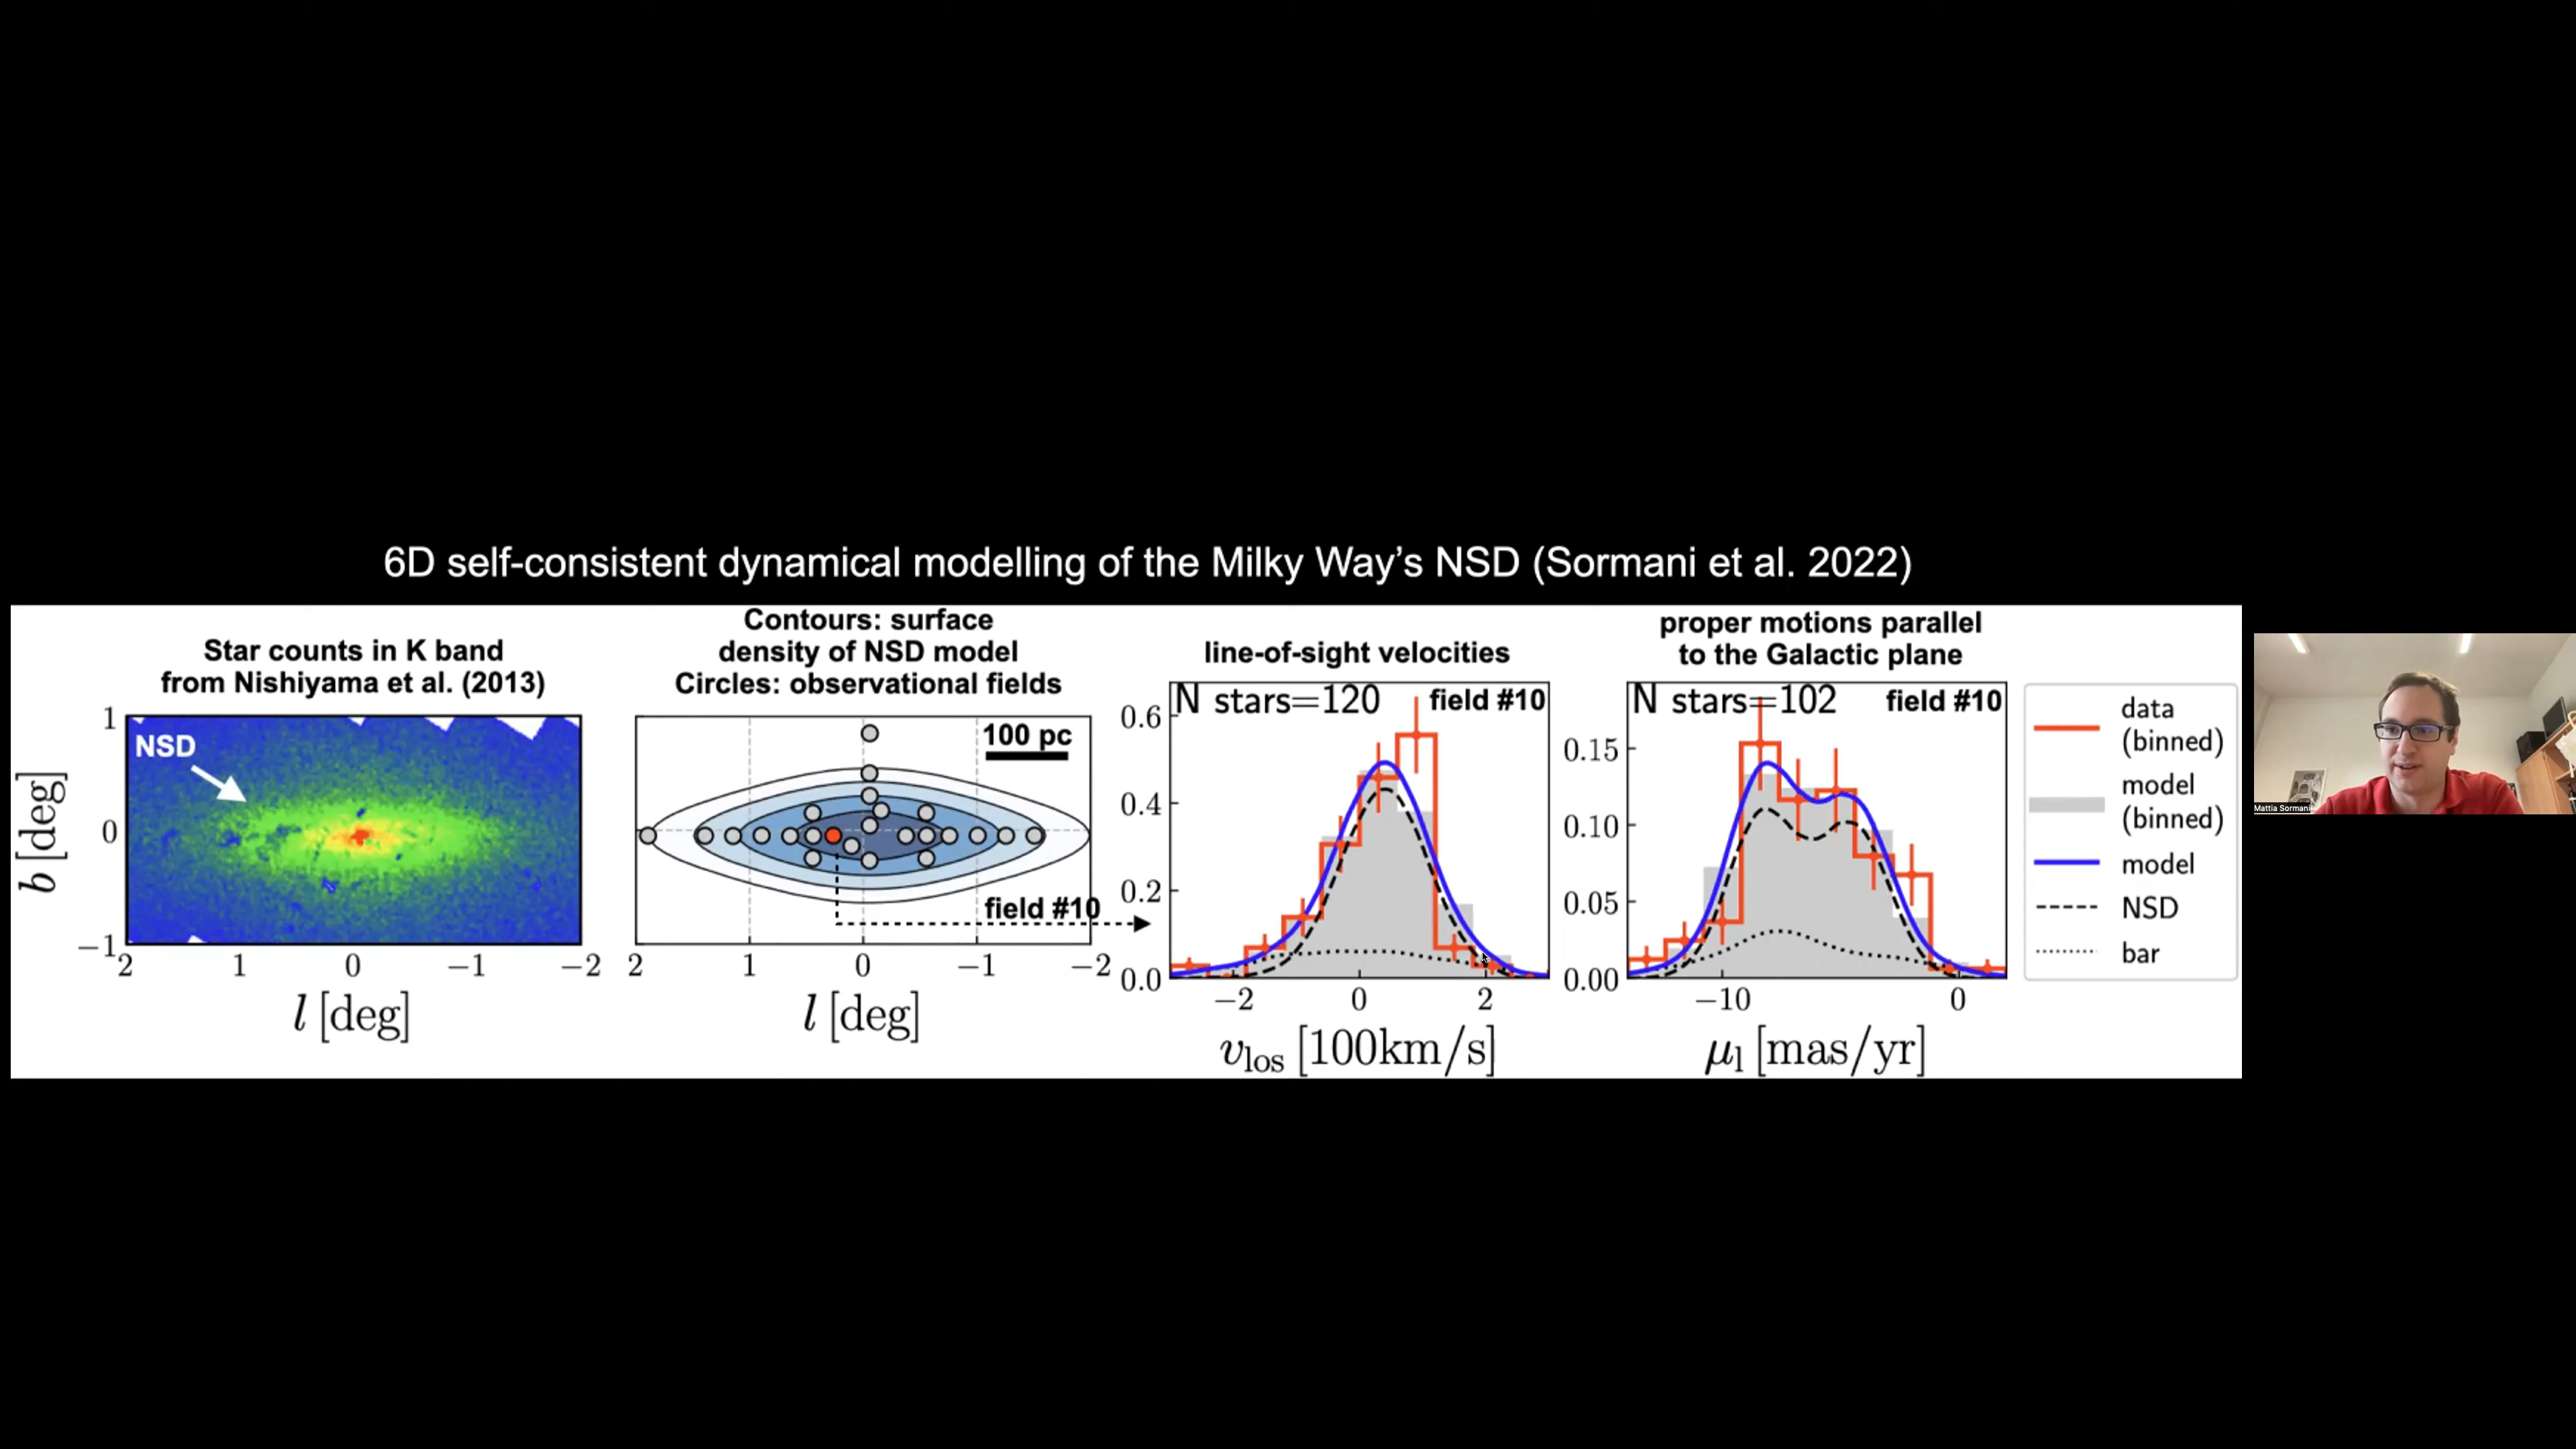 6D self-consistent dynamical modelling of the Milky Way's NSD (Sormani et al. 2022)
Star counts in K band
from Nishiyama et al. (2013)
NSD
1
0
−1
b [deg]
2 1 0 −1 −2
l [deg]
Contours: surface
density of NSD model
Circles: observational fields
100 pc
field #10
2 1 0 −1 −2
l [deg]
line-of-sight velocities
N stars=120 field #10
0.6
0.4
0.2
0.0
−2 0 2
vlos [100km/s]
proper motions parallel
to the Galactic plane
N stars=102 field #10
0.15
0.10
0.05
0.00
−10 0
μl [mas/yr]
data
(binned)
model
(binned)
model
NSD
bar
Mattia Sormani